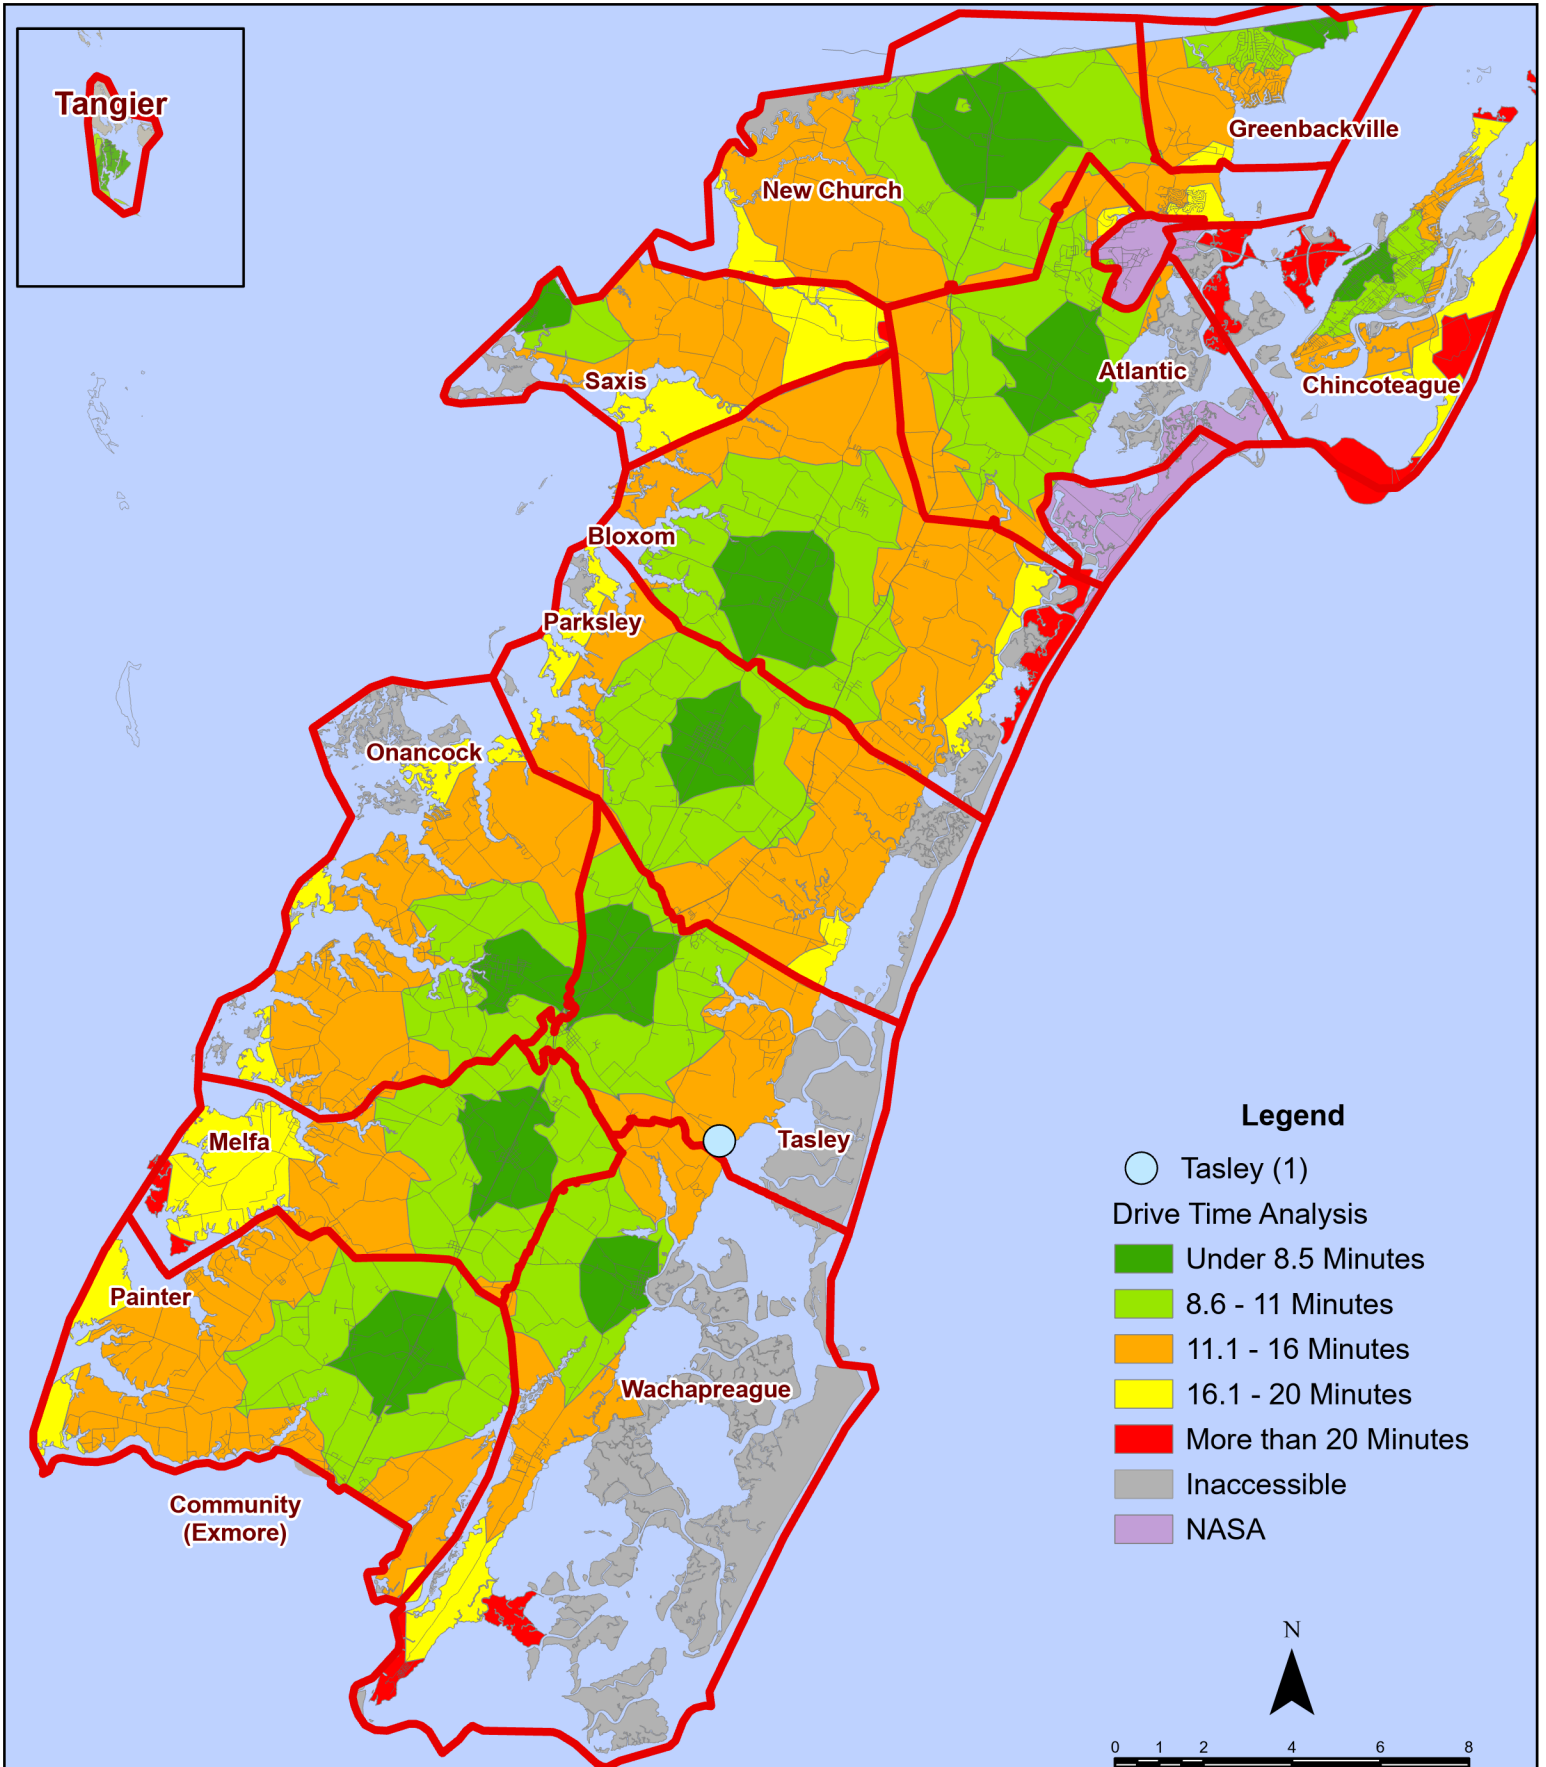 Tangier
Greenbackville
New Church
Atlantic
Saxis
Chincoteague
Bloxom
Parksley
Onancock
Tasley
Melfa
Painter
Wachapreague
Community
(Exmore)
Legend
Tasley (1)
Drive Time Analysis
Under 8.5 Minutes
8.6 - 11 Minutes
11.1 - 16 Minutes
16.1 - 20 Minutes
More than 20 Minutes
Inaccessible
NASA
N
0 1 2 4 6 8